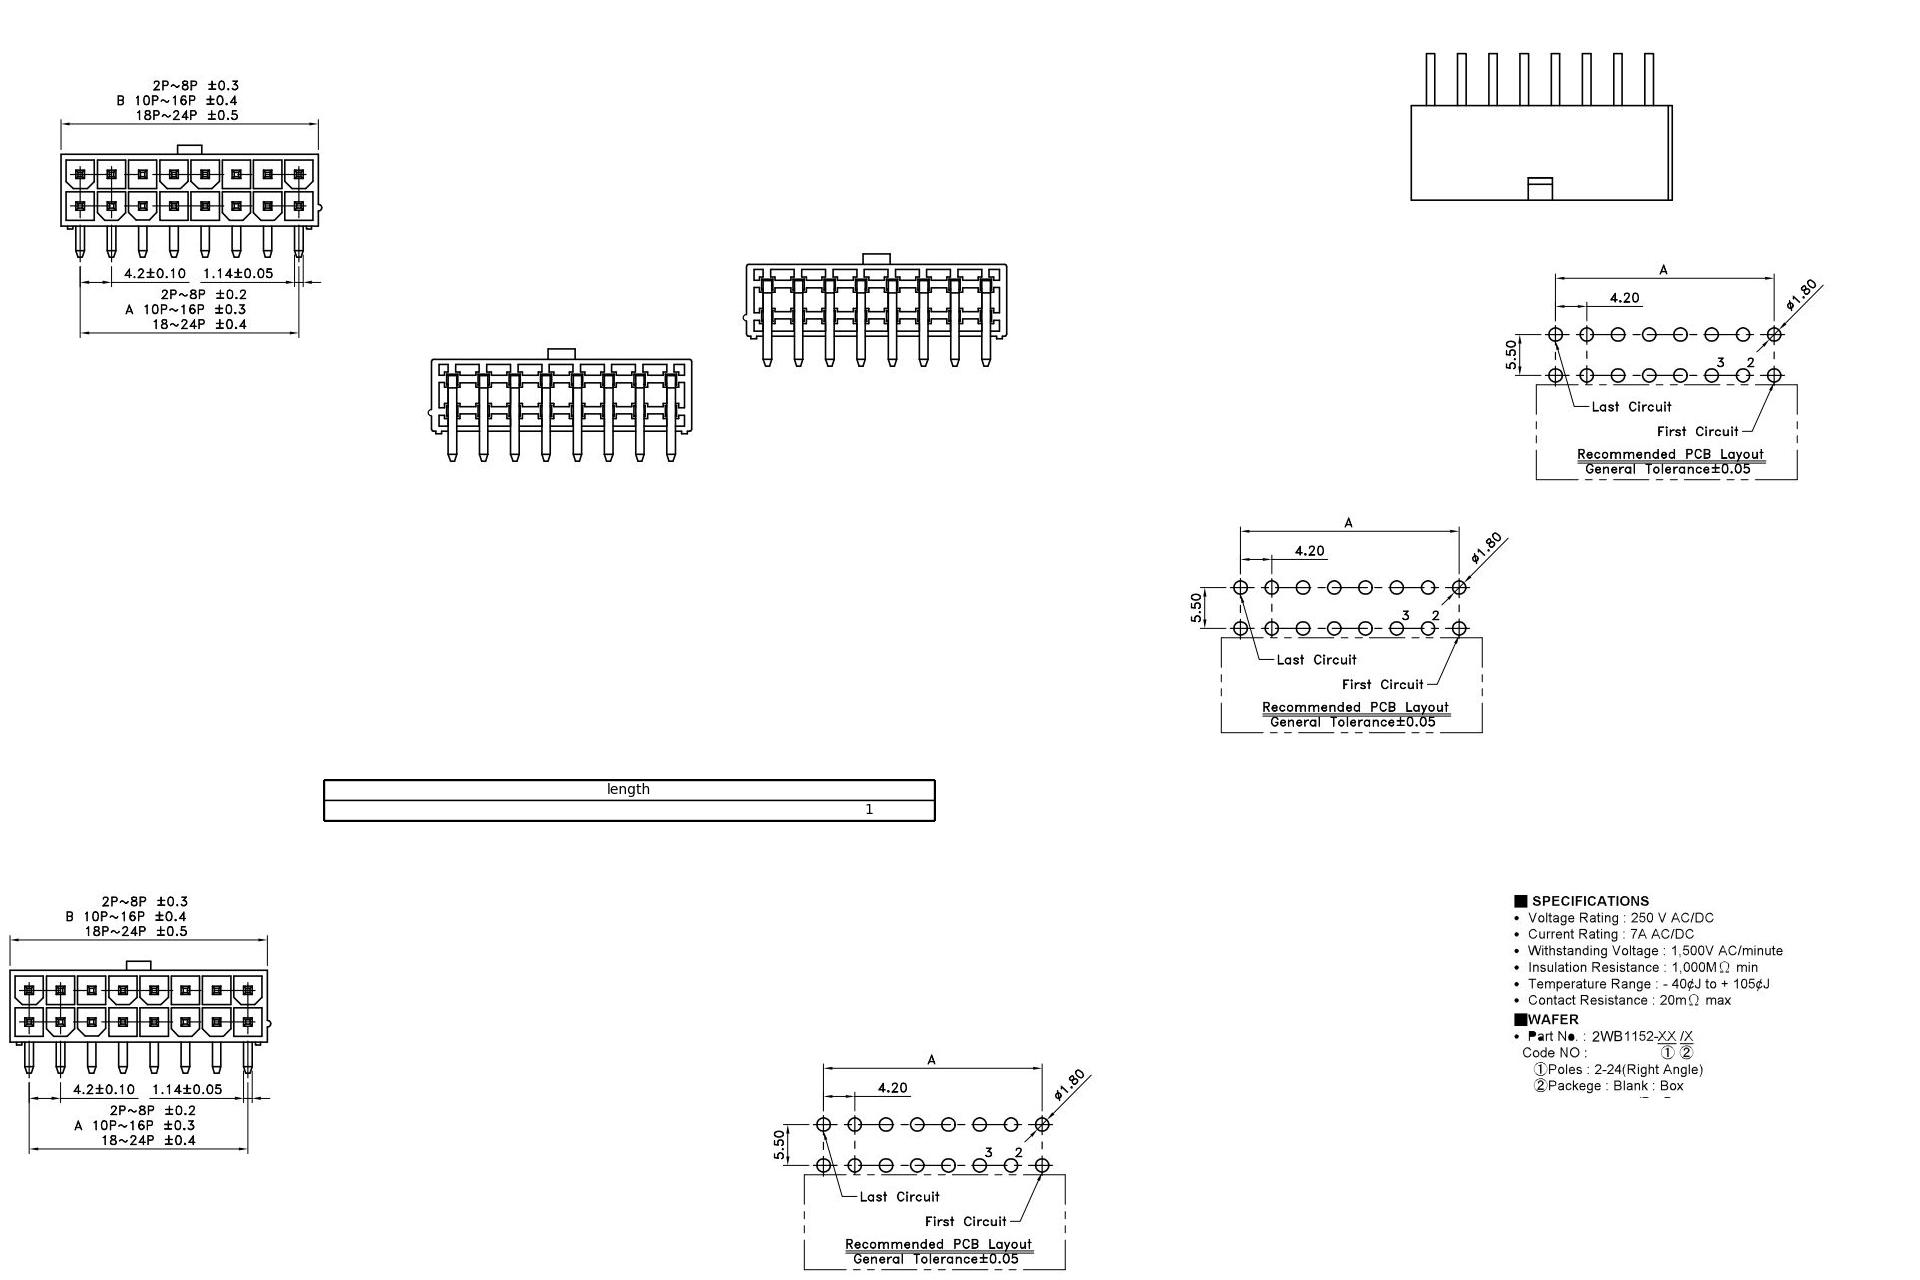 2P~8P ±0.3
B 10P~16P ±0.4
18P~24P ±0.5
4.2±0.10 1.14±0.05
2P~8P ±0.2
A 10P~16P ±0.3
18~24P ±0.4
A
4.20
ø1.80
5.50
3 2
Last Circuit
First Circuit
Recommended PCB Layout
General Tolerance±0.05
A
4.20
ø1.80
5.50
3 2
Last Circuit
First Circuit
Recommended PCB Layout
General Tolerance±0.05
length
1
2P~8P ±0.3
B 10P~16P ±0.4
18P~24P ±0.5
4.2±0.10 1.14±0.05
2P~8P ±0.2
A 10P~16P ±0.3
18~24P ±0.4
■ SPECIFICATIONS
• Voltage Rating : 250 V AC/DC
• Current Rating : 7A AC/DC
• Withstanding Voltage : 1,500V AC/minute
• Insulation Resistance : 1,000MΩ min
• Temperature Range : - 40¢J to + 105¢J
• Contact Resistance : 20mΩ max
■WAFER
• Part No. : 2WB1152-XX /X
Code NO : ① ②
①Poles : 2-24(Right Angle)
②Packege : Blank : Box
A
4.20
ø1.80
5.50
3 2
Last Circuit
First Circuit
Recommended PCB Layout
General Tolerance±0.05